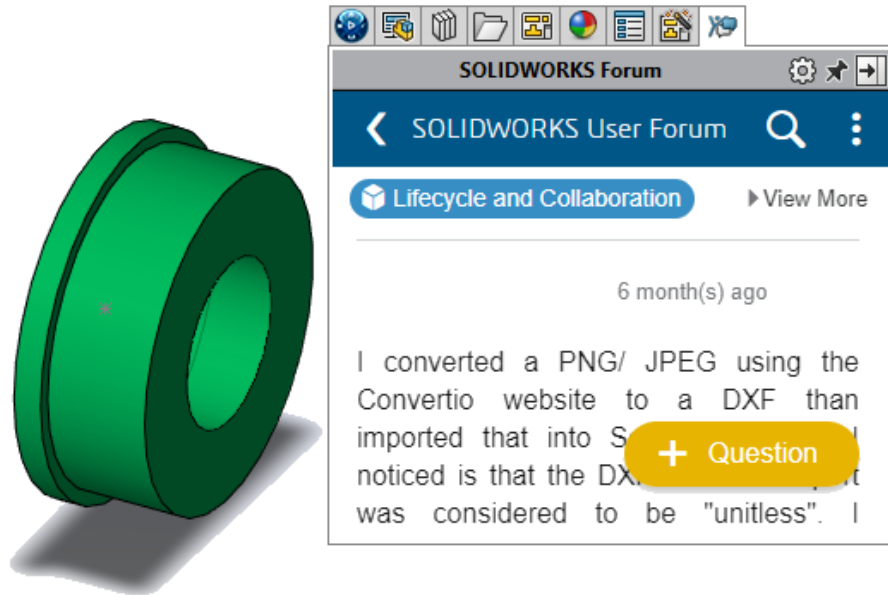 SOLIDWORKS Forum
SOLIDWORKS User Forum
Lifecycle and Collaboration
View More
6 month(s) ago
I converted a PNG/ JPEG using the
Convertio website to a DXF than
imported that into S
noticed is that the
was considered to be "unitless". I
+ Question